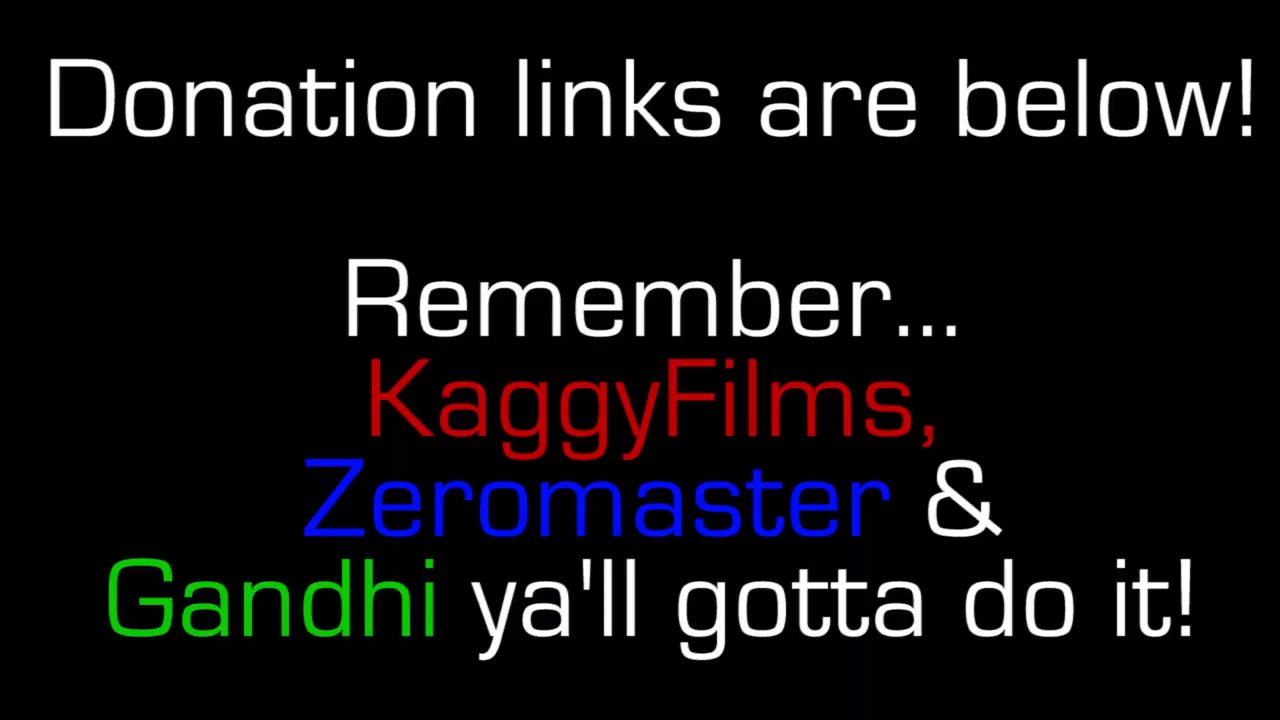 Donation links are below!
Remember...
KaggyFilms,
Zeromaster &
Gandhi ya'll gotta do it!